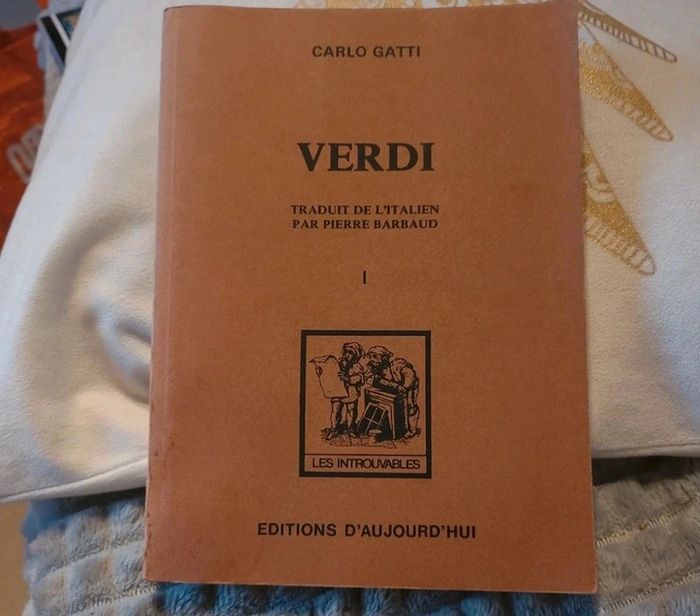 CARLO GATTI
VERDI
TRADUIT DE L'ITALIEN
PAR PIERRE BARBAUD
I
LES INTROUVABLES
EDITIONS D'AUJOURD'HUI